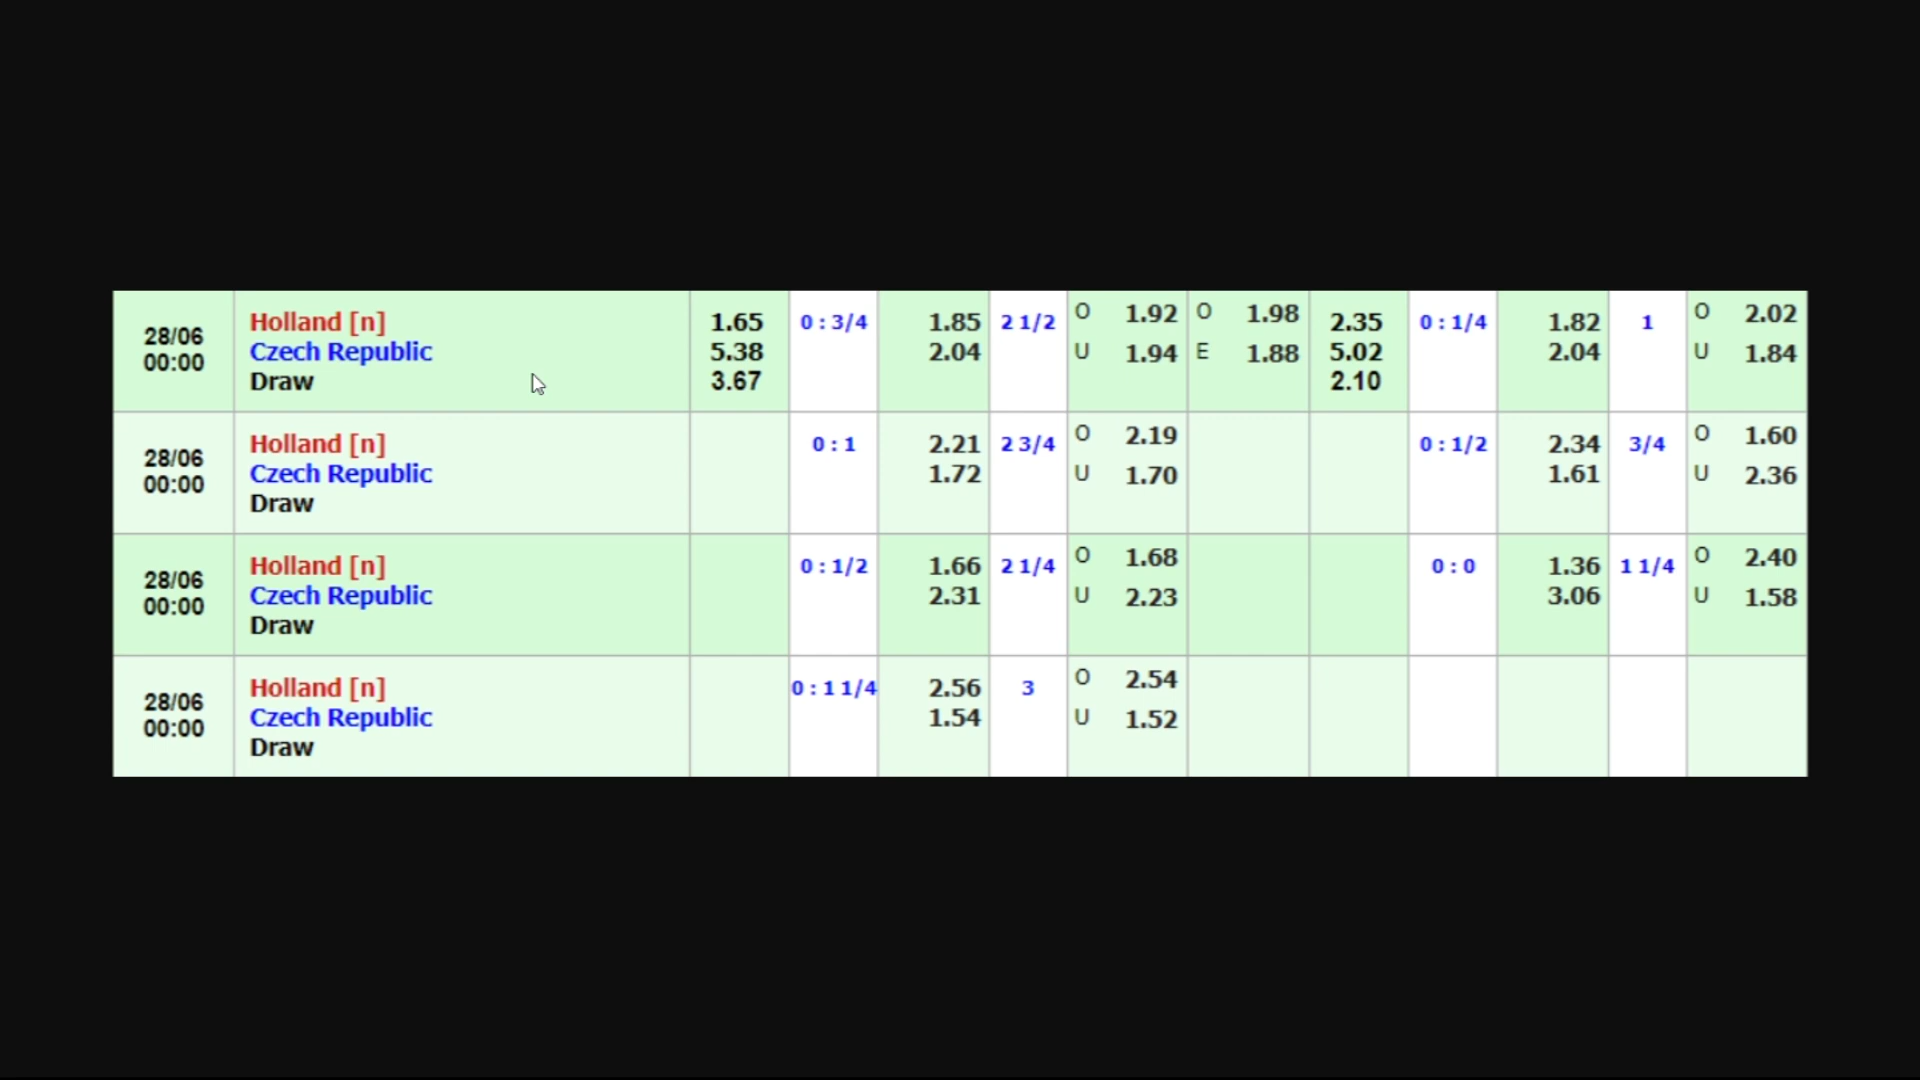 28/06 00:00 Holland [n] 1.65 0 : 3/4 1.85 2 1/2 O 1.92 O 1.98 2.35 0 : 1/4 1.82 1 O 2.02
Czech Republic 5.38 2.04 U 1.94 E 1.88 5.02 2.04 U 1.84
Draw 3.67 2.10
28/06 00:00 Holland [n] 0 : 1 2.21 2 3/4 O 2.19 0 : 1/2 2.34 3/4 O 1.60
Czech Republic 1.72 U 1.70 1.61 U 2.36
Draw
28/06 00:00 Holland [n] 0 : 1/2 1.66 2 1/4 O 1.68 0 : 0 1.36 1 1/4 O 2.40
Czech Republic 2.31 U 2.23 3.06 U 1.58
Draw
28/06 00:00 Holland [n] 0 : 1 1/4 2.56 3 O 2.54
Czech Republic 1.54 U 1.52
Draw